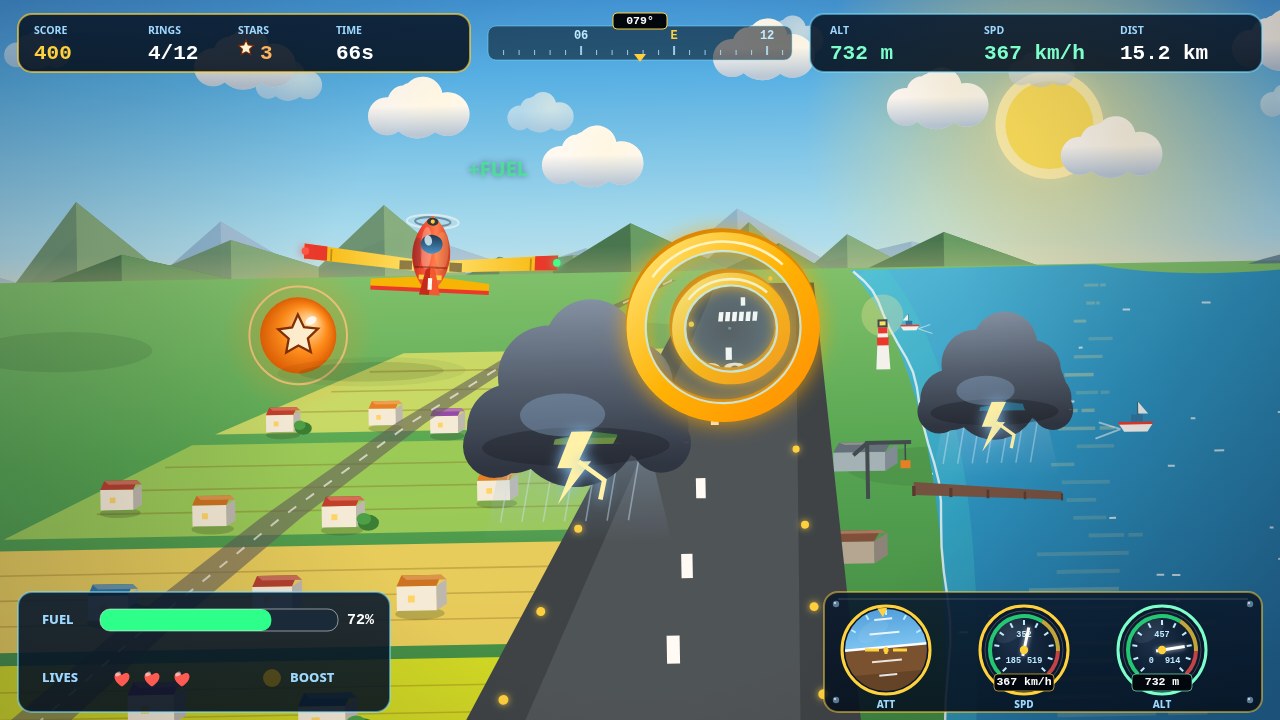 SCORE RINGS STARS TIME
400 4/12 3 66s
079°
06 E 12
ALT SPD DIST
732 m 367 km/h 15.2 km
+FUEL
FUEL 72%
LIVES BOOST
352
185 519
367 km/h
457
0 914
732 m
ATT SPD ALT